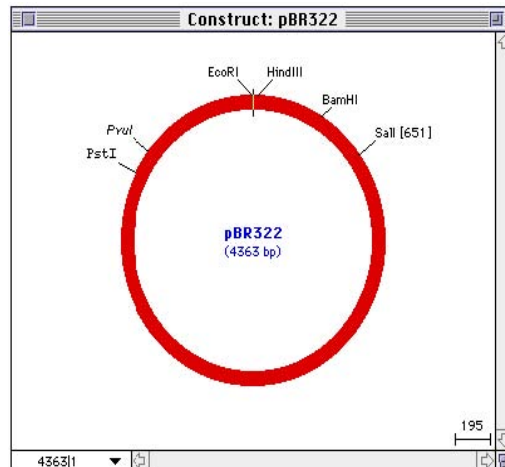 Construct: pBR322
EcoRI HindIII
BamHI
PvuI
SalI [651]
PstI
pBR322
(4363 bp)
195
4363|1